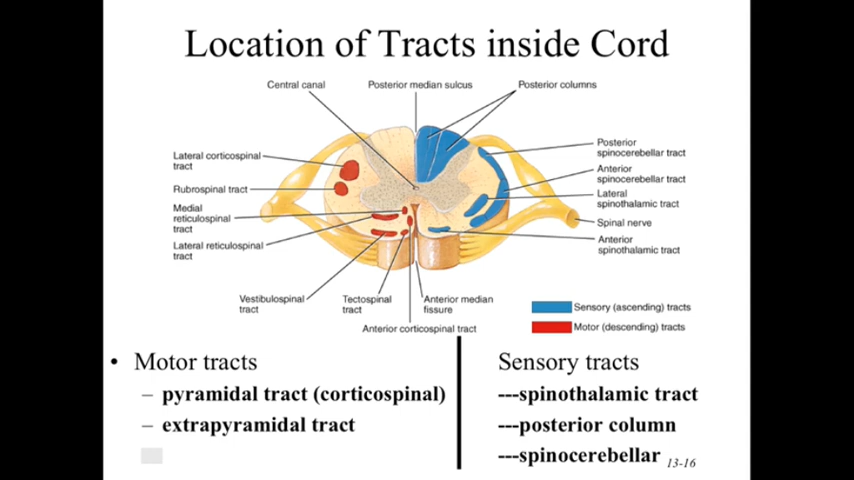 Location of Tracts inside Cord
Central canal
Posterior median sulcus
Posterior columns
Lateral corticospinal
tract
Rubrospinal tract
Medial
reticulospinal
tract
Lateral reticulospinal
tract
Posterior
spinocerebellar tract
Anterior
spinocerebellar tract
Lateral
spinothalamic tract
Spinal nerve
Anterior
spinothalamic tract
Vestibulospinal
tract
Tectospinal
tract
Anterior median
fissure
Anterior corticospinal tract
Sensory (ascending) tracts
Motor (descending) tracts
• Motor tracts
– pyramidal tract (corticospinal)
– extrapyramidal tract
Sensory tracts
---spinothalamic tract
---posterior column
---spinocerebellar
13-16